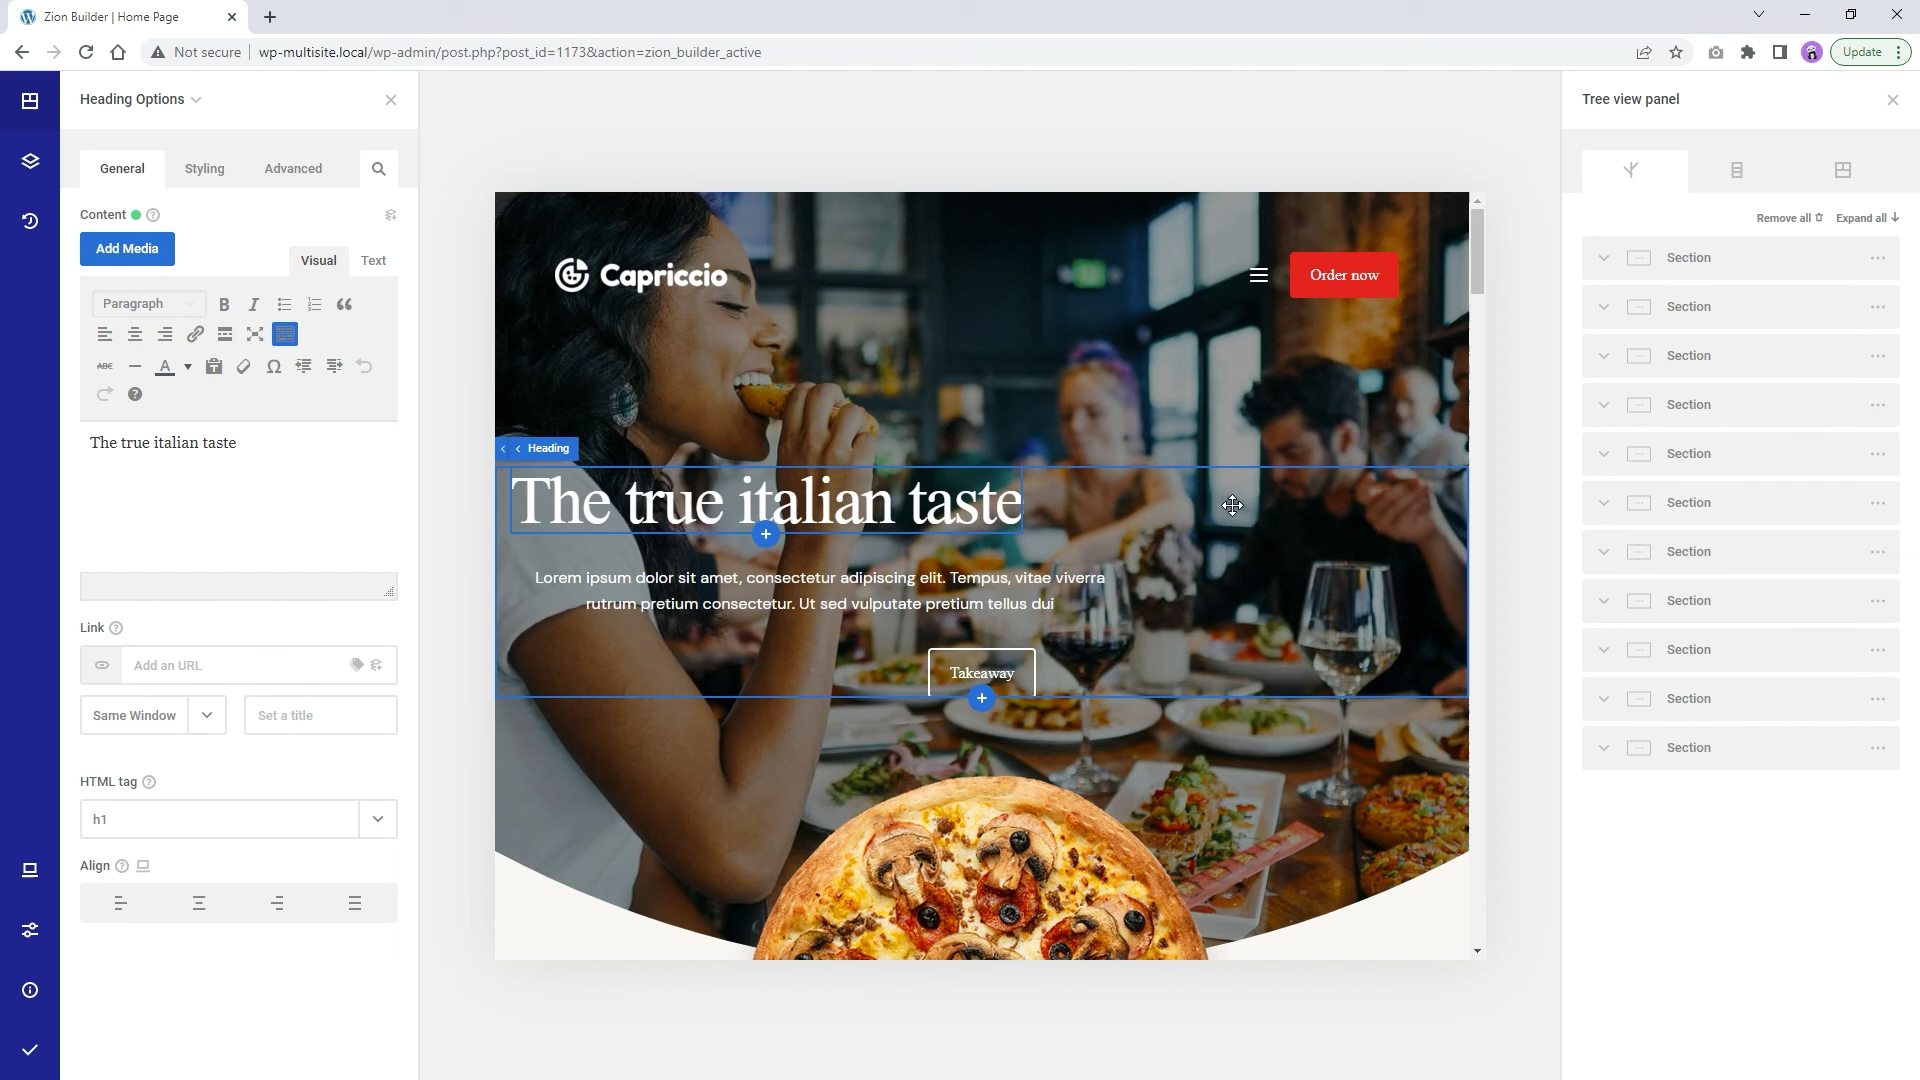 Zion Builder | Home Page
Not secure
wp-multisite.local/wp-admin/post.php?post_id=1173&action=zion_builder_active
Update
Heading Options
General
Styling
Advanced
Content
Add Media
Visual
Text
Paragraph
B
I
ABC
A
Ω
The true italian taste
Link
Add an URL
Same Window
Set a title
HTML tag
h1
Align
Capriccio
Order now
Heading
The true italian taste
Lorem ipsum dolor sit amet, consectetur adipiscing elit. Tempus, vitae viverra
rutrum pretium consectetur. Ut sed vulputate pretium tellus dui
Takeaway
Tree view panel
Remove all
Expand all
Section
Section
Section
Section
Section
Section
Section
Section
Section
Section
Section